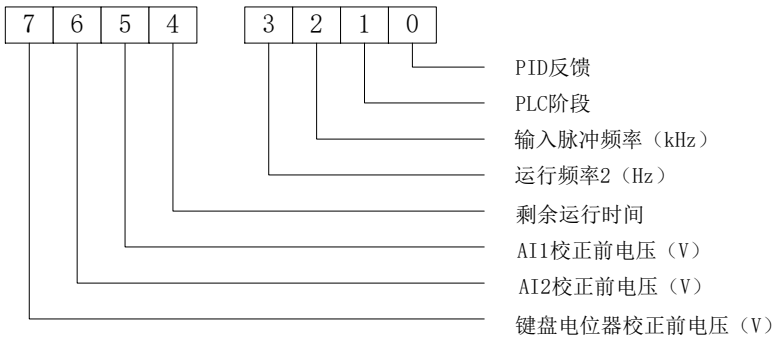 7 6 5 4 3 2 1 0
PID反馈
PLC阶段
输入脉冲频率（kHz）
运行频率2（Hz）
剩余运行时间
AI1校正前电压（V）
AI2校正前电压（V）
键盘电位器校正前电压（V）